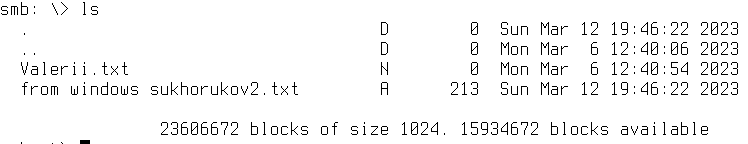 smb: \> ls
. D 0 Sun Mar 12 19:46:22 2023
.. D 0 Mon Mar 6 12:40:06 2023
Valerii.txt N 0 Mon Mar 6 12:40:54 2023
from windows sukhorukov2.txt A 213 Sun Mar 12 19:46:22 2023
23606672 blocks of size 1024. 15934672 blocks available